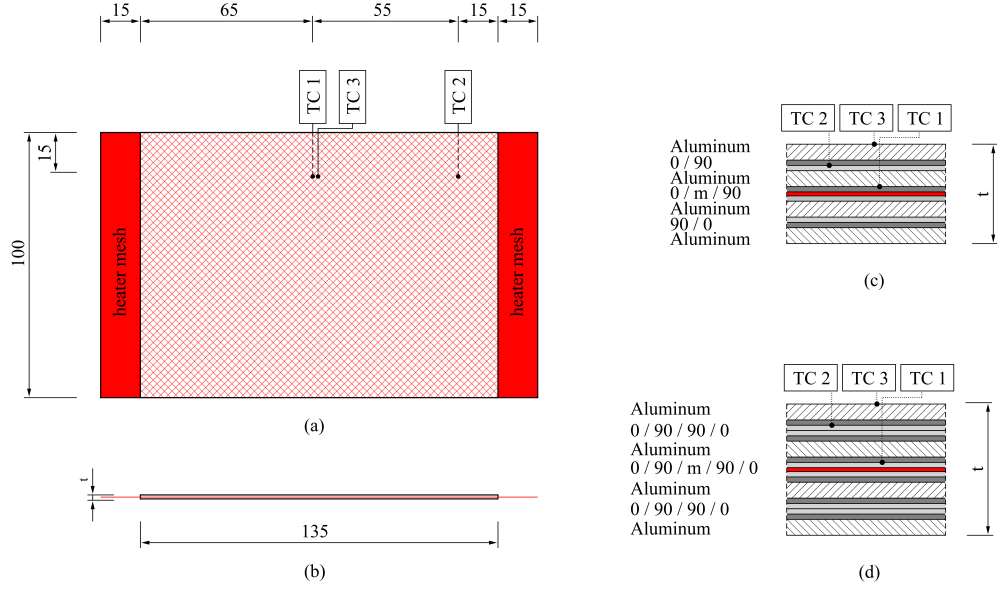 15 65 55 15 15
TC 1
TC 3
TC 2
15
100
heater mesh
heater mesh
(a)
t
135
(b)
TC 2 TC 3 TC 1
Aluminum
0 / 90
Aluminum
0 / m / 90
Aluminum
90 / 0
Aluminum
t
(c)
TC 2 TC 3 TC 1
Aluminum
0 / 90 / 90 / 0
Aluminum
0 / 90 / m / 90 / 0
Aluminum
0 / 90 / 90 / 0
Aluminum
t
(d)